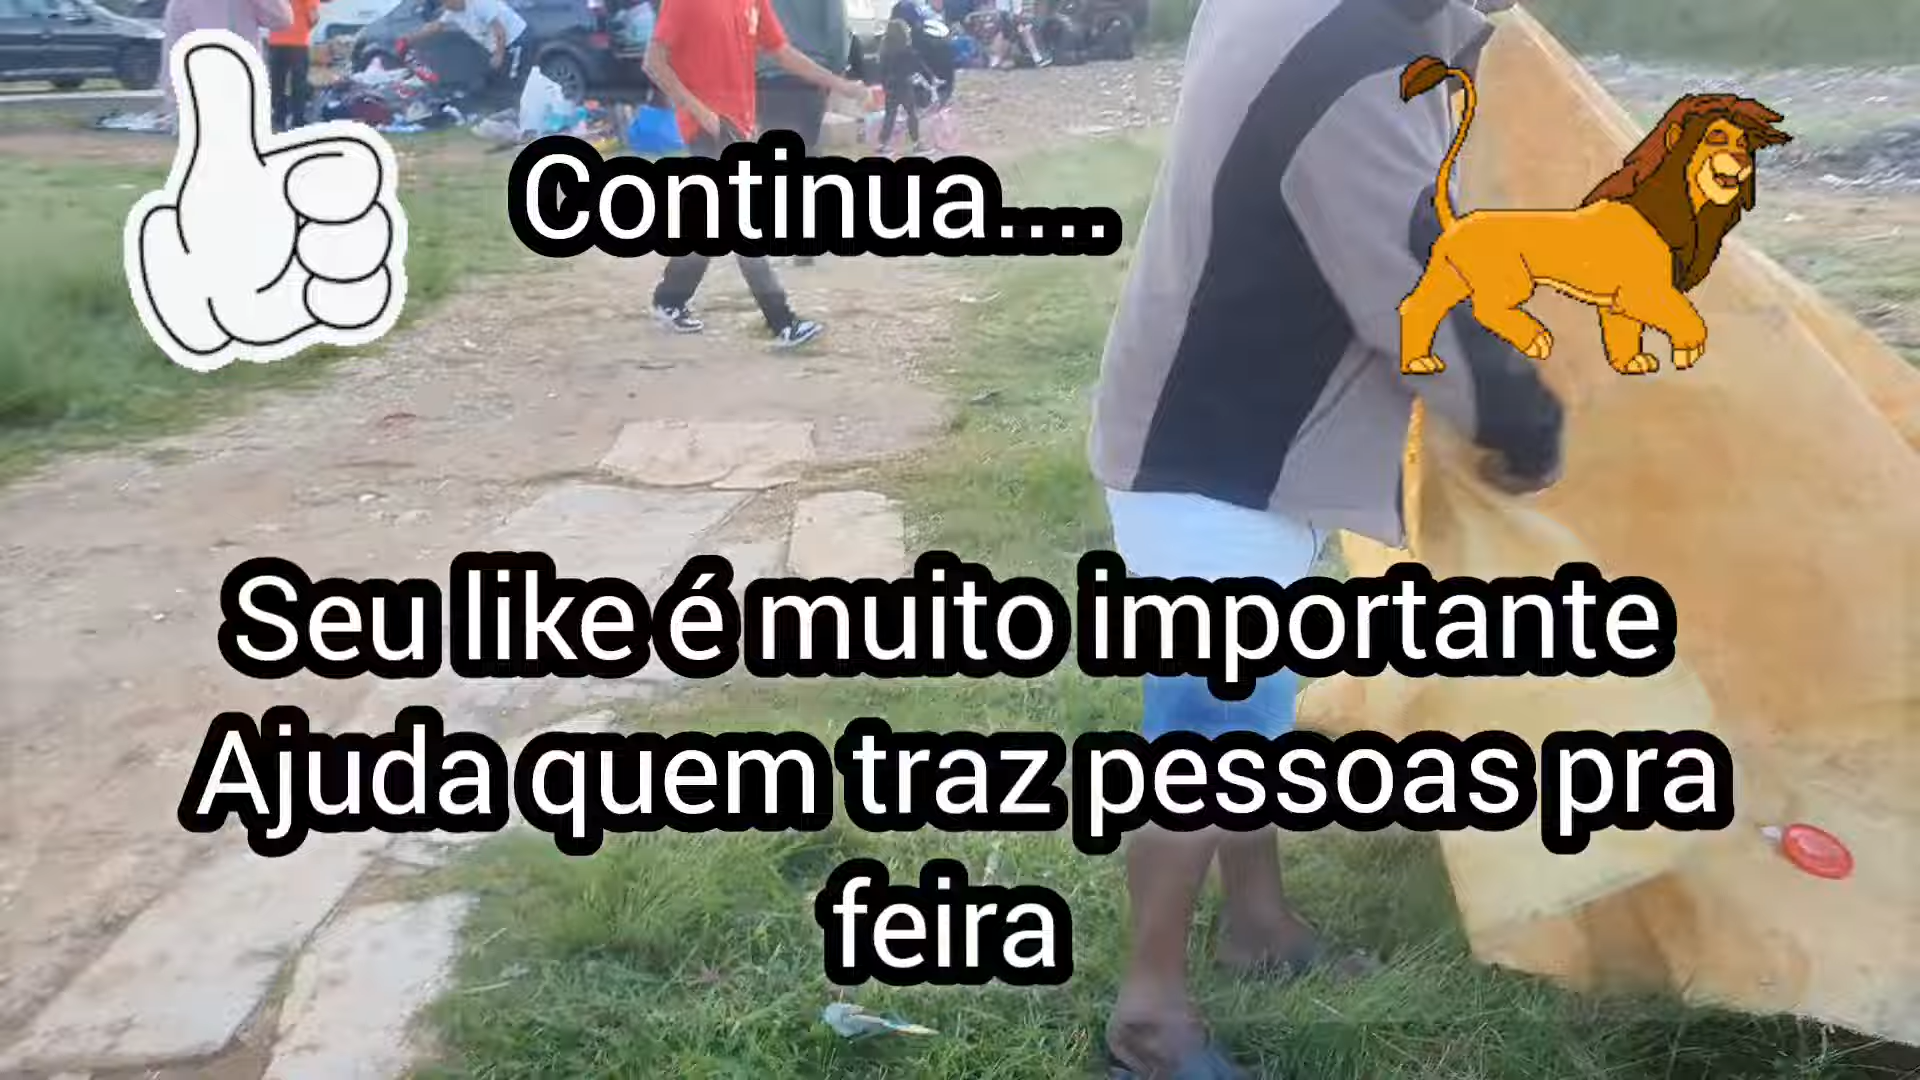 Continua....
Seu like é muito importante
Ajuda quem traz pessoas pra
feira